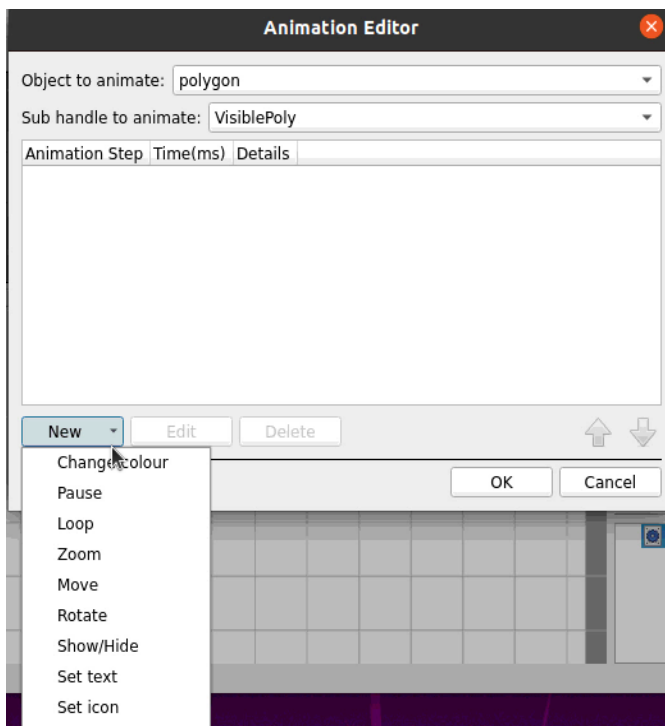 Animation Editor
Object to animate: polygon
Sub handle to animate: VisiblePoly
Animation Step Time(ms) Details
New Edit Delete
Change colour
OK Cancel
Pause
Loop
Zoom
Move
Rotate
Show/Hide
Set text
Set icon